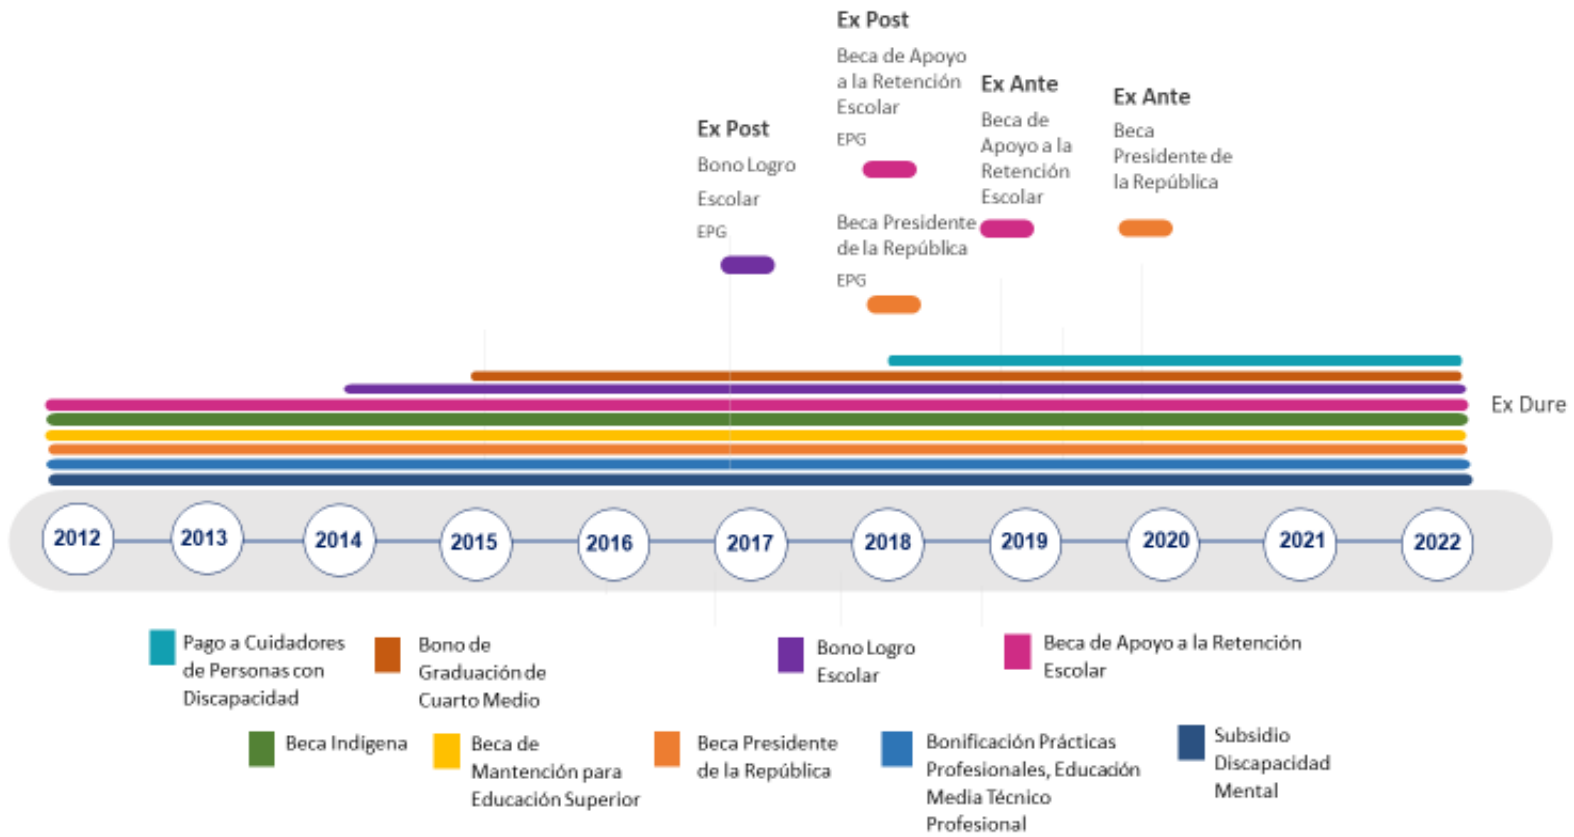 Ex Post
Beca de Apoyo
a la Retención
Escolar
EPG
Ex Ante
Beca de
Apoyo a la
Retención
Escolar
Ex Ante
Beca
Presidente de
la República
Ex Post
Bono Logro
Escolar
EPG
Beca Presidente
de la República
EPG
Ex Dure
2012
2013
2014
2015
2016
2017
2018
2019
2020
2021
2022
Pago a Cuidadores
de Personas con
Discapacidad
Bono de
Graduación de
Cuarto Medio
Bono Logro
Escolar
Beca de Apoyo a la Retención
Escolar
Beca Indígena
Beca de
Mantención para
Educación Superior
Beca Presidente
de la República
Bonificación Prácticas
Profesionales, Educación
Media Técnico
Profesional
Subsidio
Discapacidad
Mental